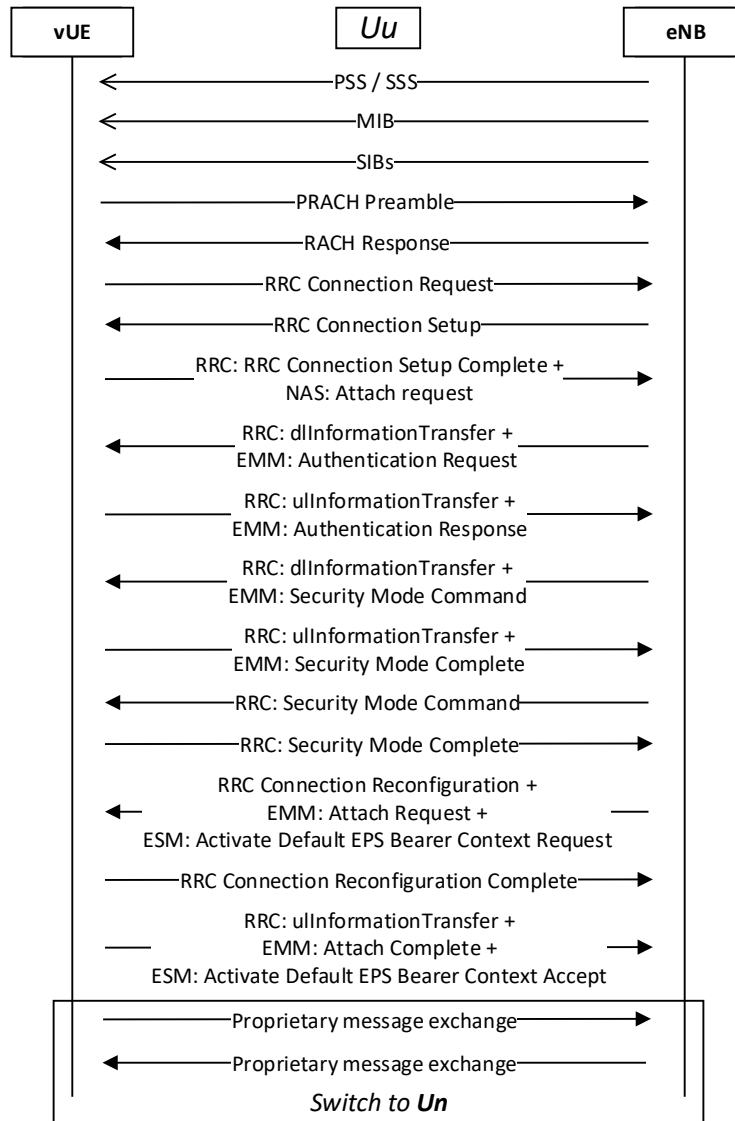 vUE
Uu
eNB
PSS / SSS
MIB
SIBs
PRACH Preamble
RACH Response
RRC Connection Request
RRC Connection Setup
RRC: RRC Connection Setup Complete +
NAS: Attach request
RRC: dlInformationTransfer +
EMM: Authentication Request
RRC: ulInformationTransfer +
EMM: Authentication Response
RRC: dlInformationTransfer +
EMM: Security Mode Command
RRC: ulInformationTransfer +
EMM: Security Mode Complete
RRC: Security Mode Command
RRC: Security Mode Complete
RRC Connection Reconfiguration +
EMM: Attach Request +
ESM: Activate Default EPS Bearer Context Request
RRC Connection Reconfiguration Complete
RRC: ulInformationTransfer +
EMM: Attach Complete +
ESM: Activate Default EPS Bearer Context Accept
Proprietary message exchange
Proprietary message exchange
Switch to Un